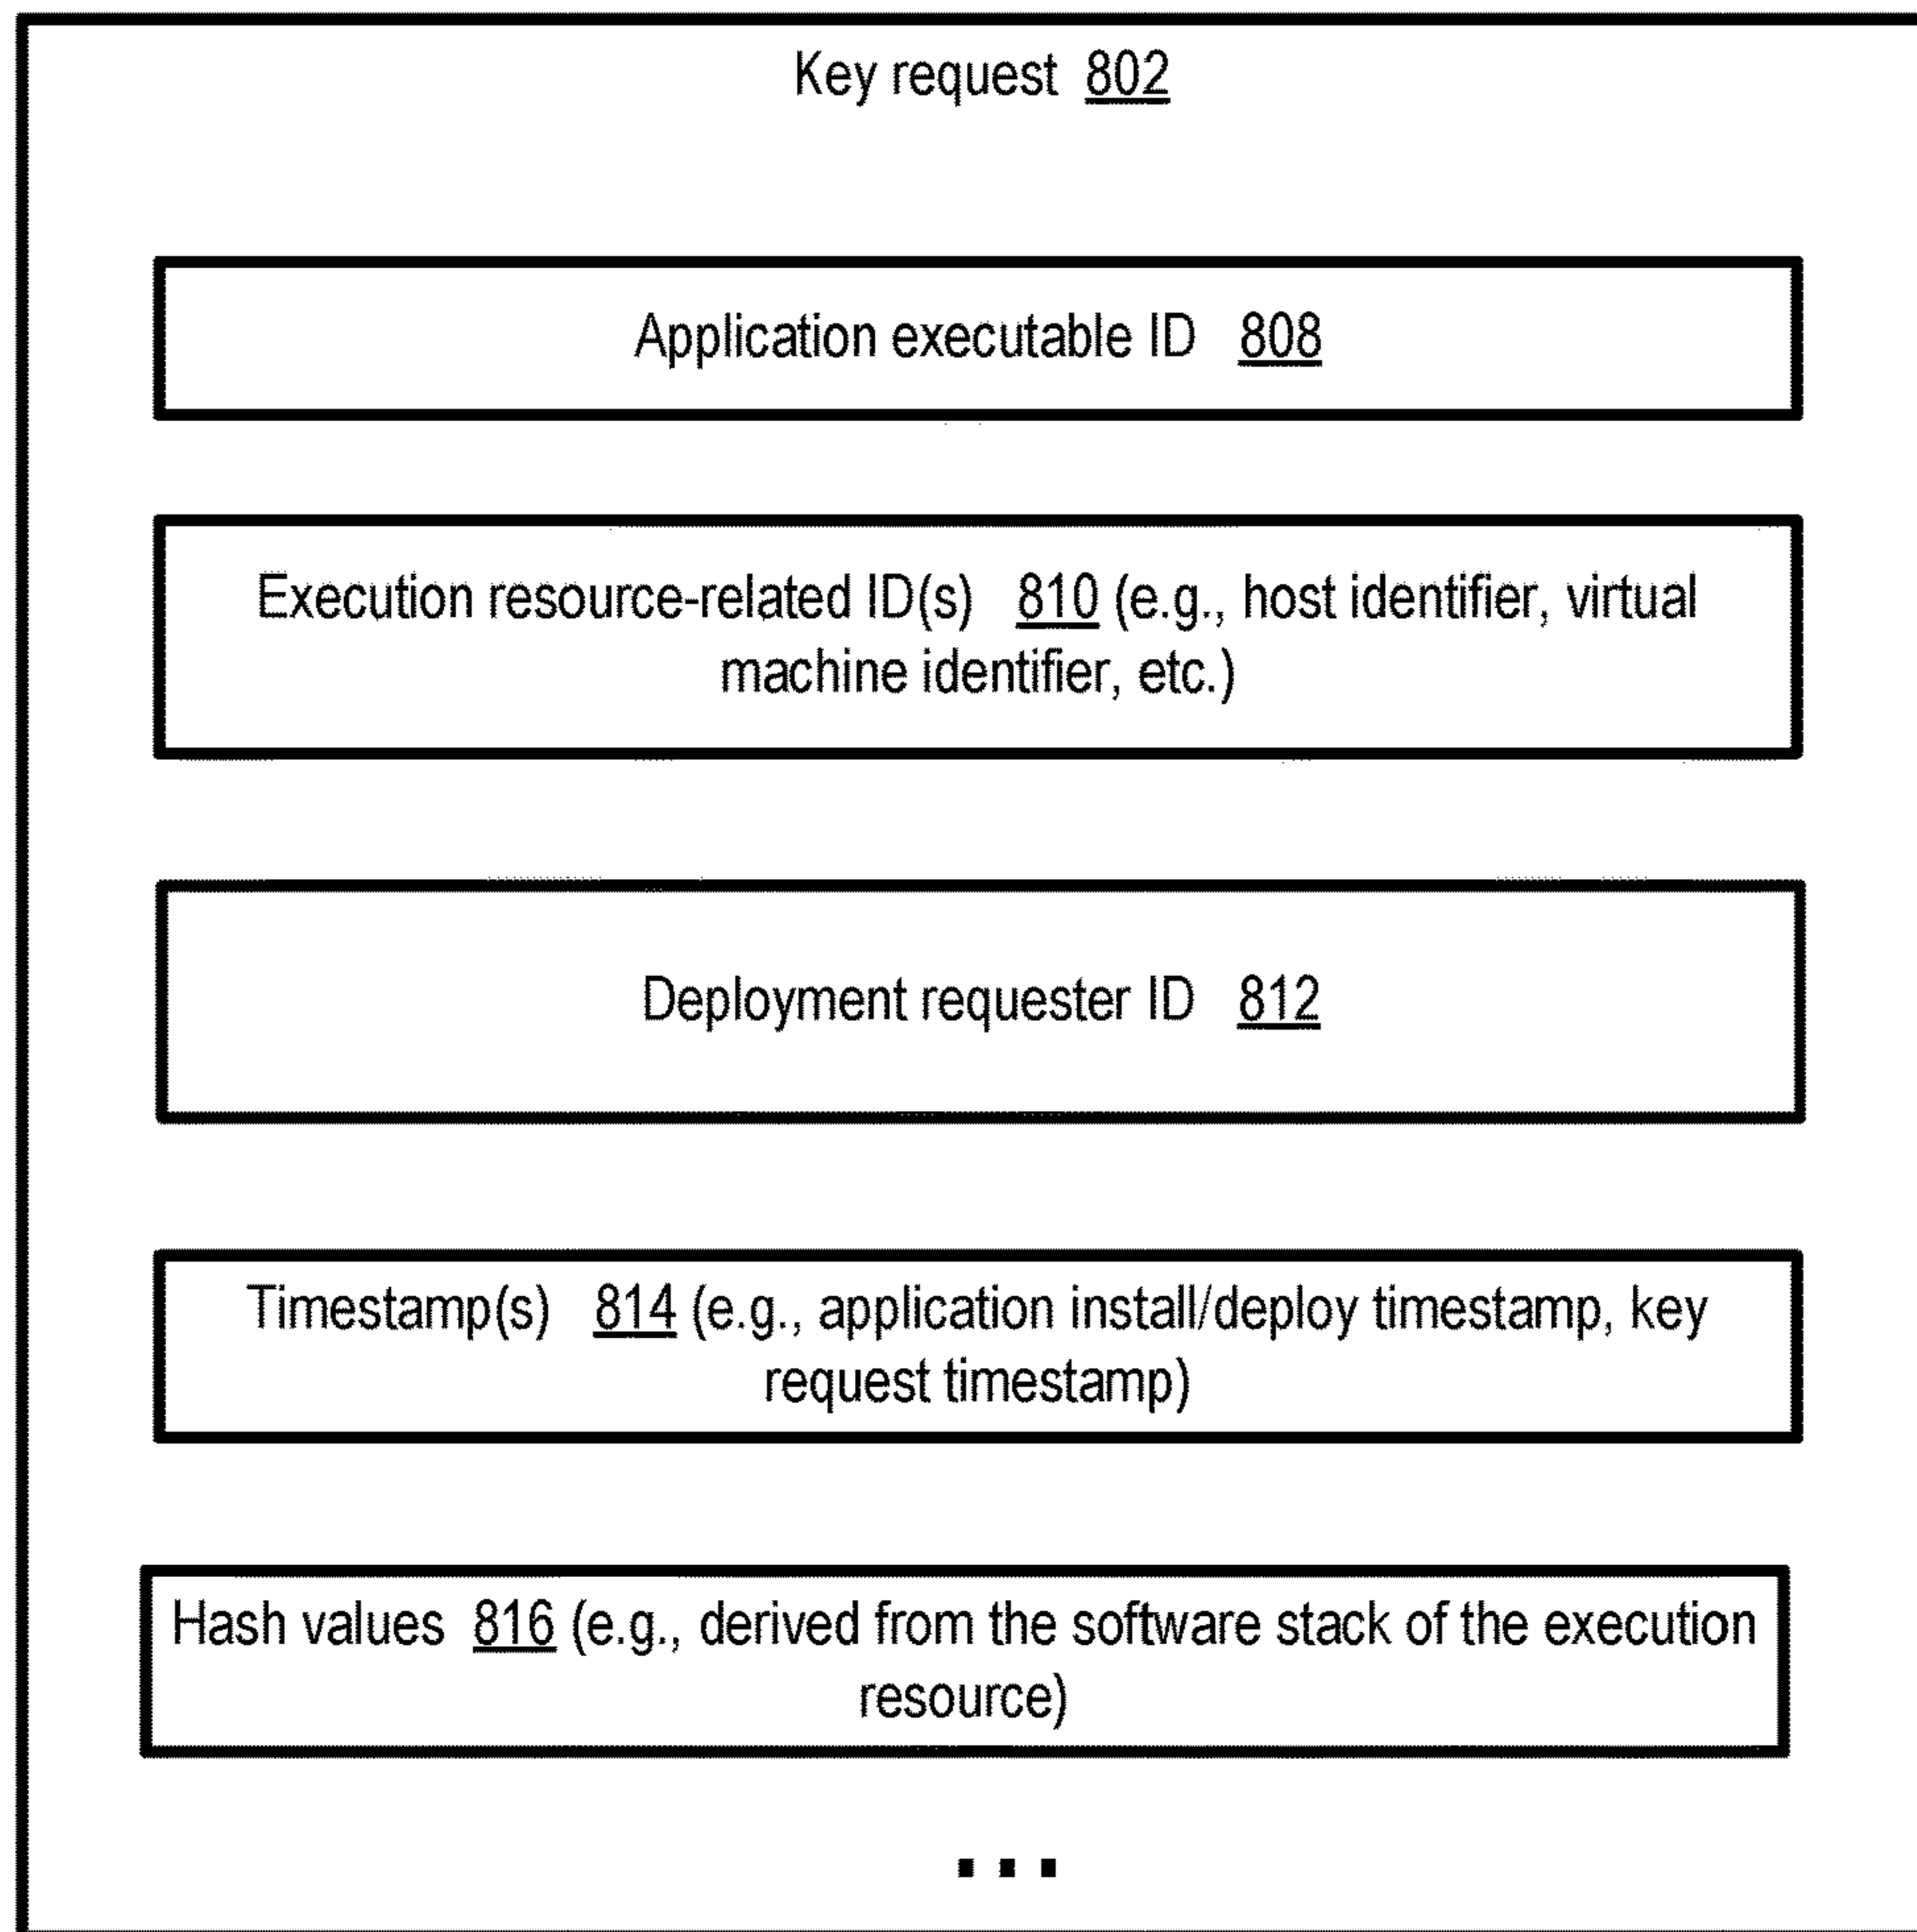 Key request 802
Application executable ID 808
Execution resource-related ID(s) 810 (e.g., host identifier, virtual
machine identifier, etc.)
Deployment requester ID 812
Timestamp(s) 814 (e.g., application install/deploy timestamp, key
request timestamp)
Hash values 816 (e.g., derived from the software stack of the execution
resource)
...